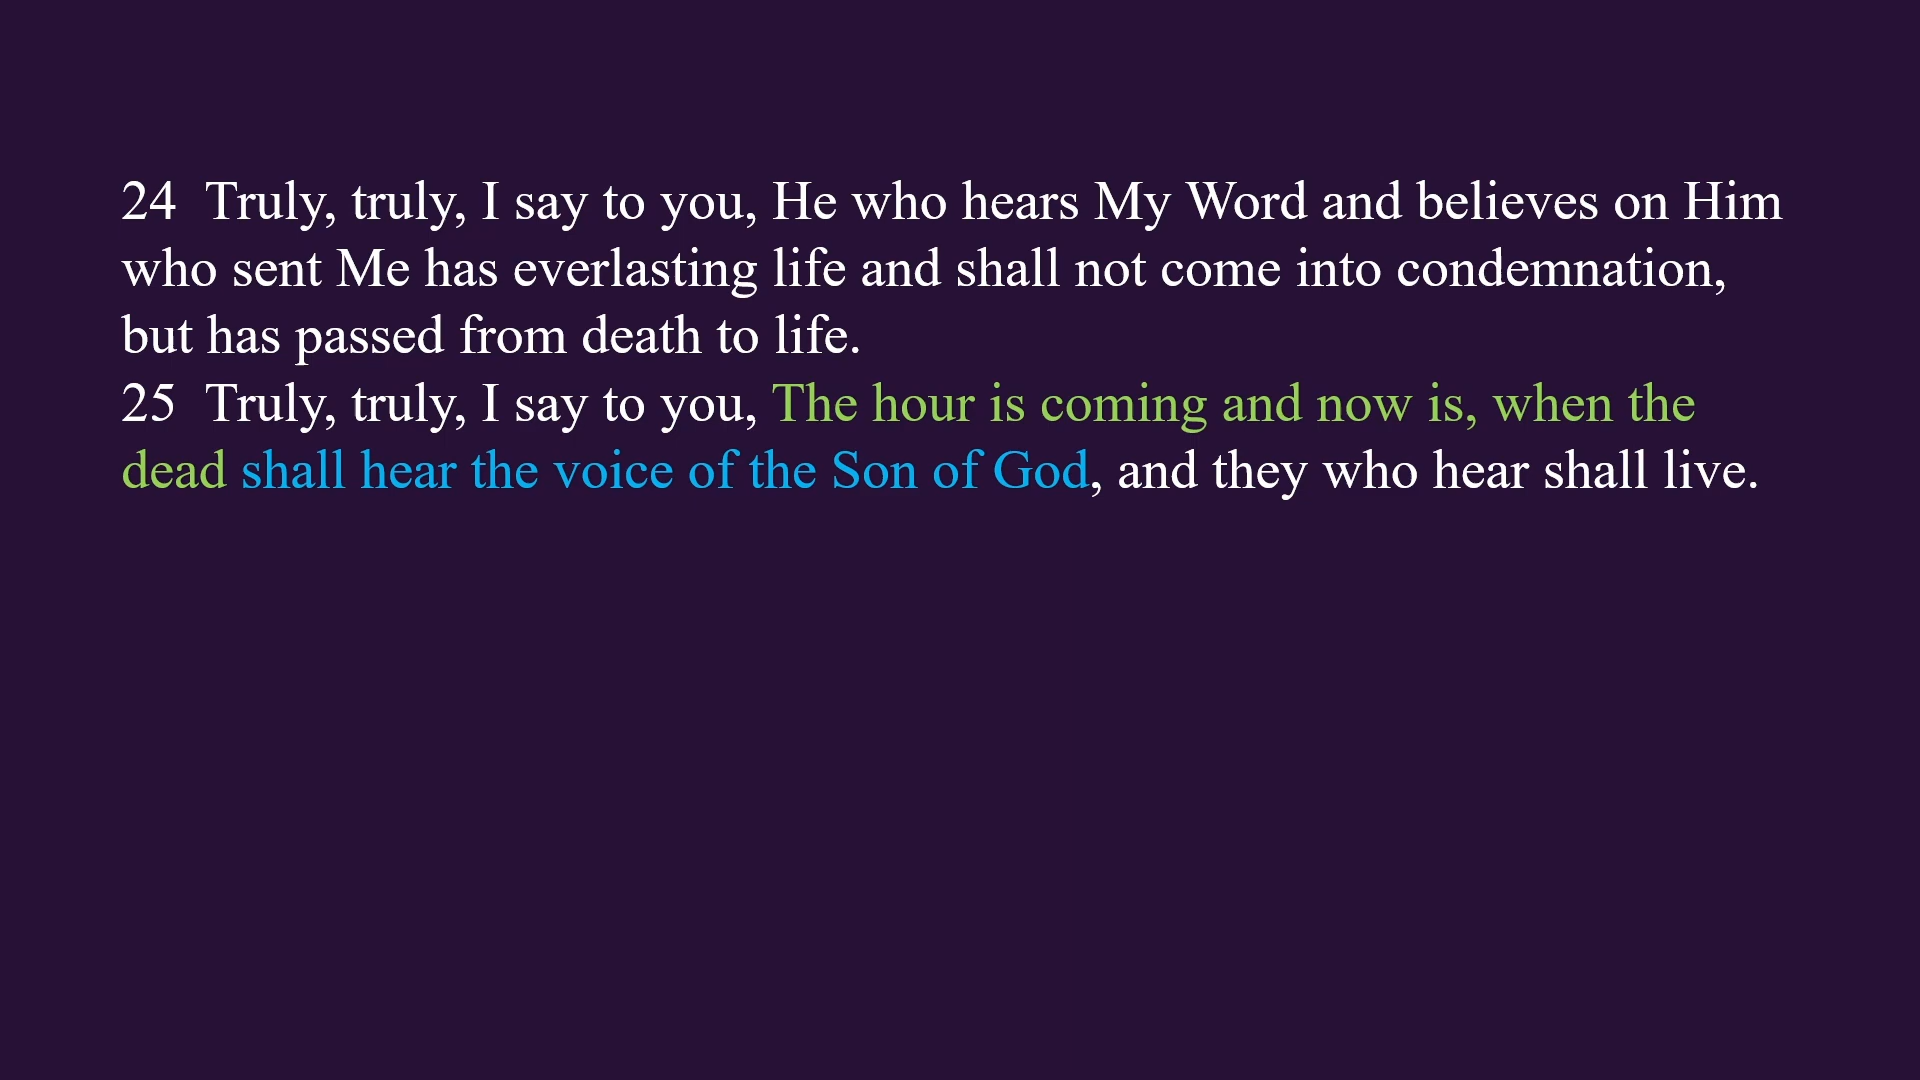 24  Truly, truly, I say to you, He who hears My Word and believes on Him
who sent Me has everlasting life and shall not come into condemnation,
but has passed from death to life.
25  Truly, truly, I say to you, The hour is coming and now is, when the
dead shall hear the voice of the Son of God, and they who hear shall live.